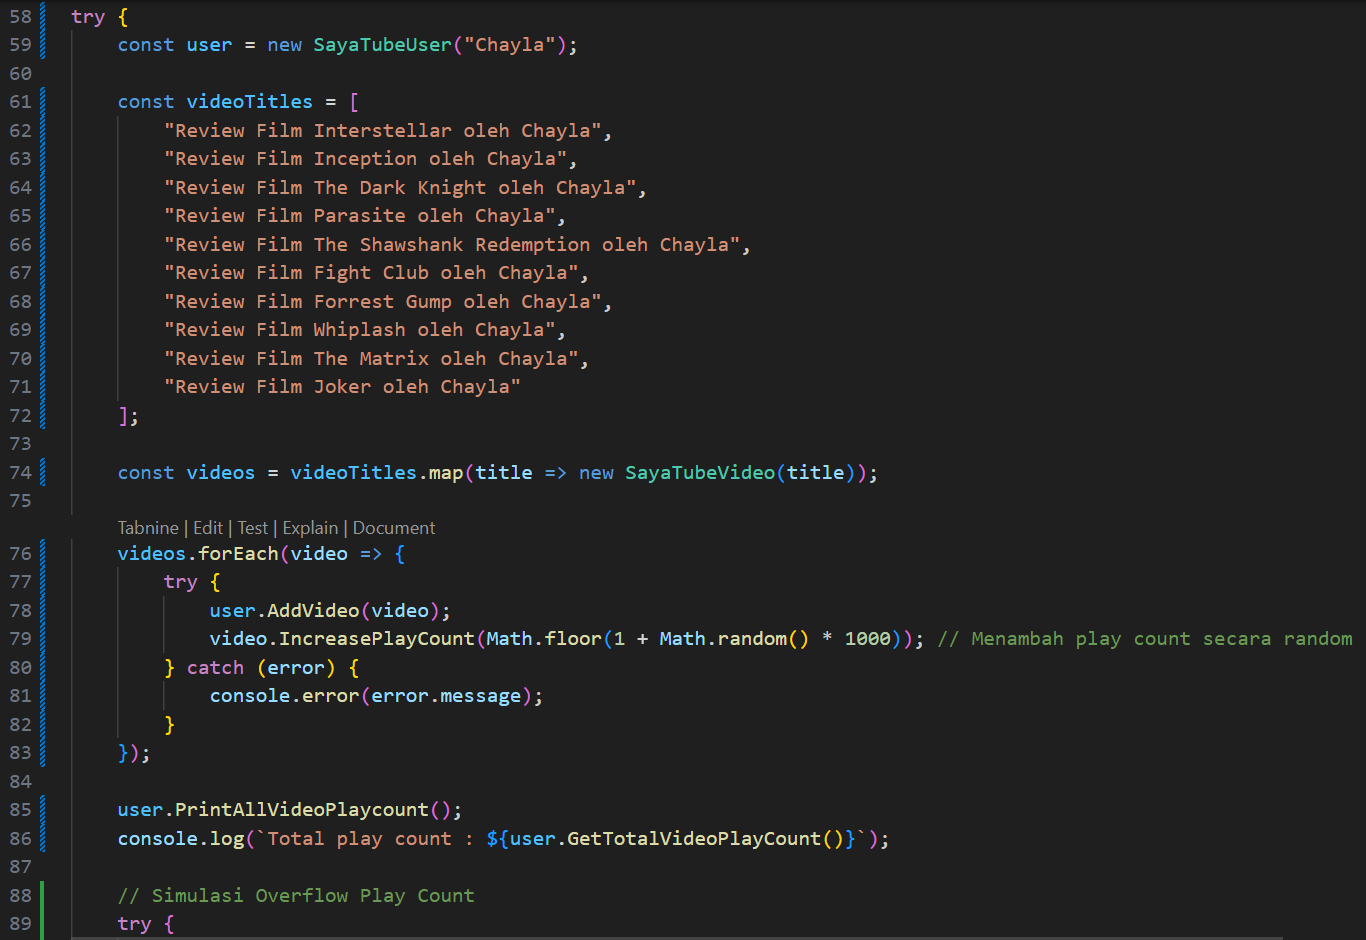 58 try {
59 const user = new SayaTubeUser("Chayla");
60
61 const videoTitles = [
62 "Review Film Interstellar oleh Chayla",
63 "Review Film Inception oleh Chayla",
64 "Review Film The Dark Knight oleh Chayla",
65 "Review Film Parasite oleh Chayla",
66 "Review Film The Shawshank Redemption oleh Chayla",
67 "Review Film Fight Club oleh Chayla",
68 "Review Film Forrest Gump oleh Chayla",
69 "Review Film Whiplash oleh Chayla",
70 "Review Film The Matrix oleh Chayla",
71 "Review Film Joker oleh Chayla"
72 ];
73
74 const videos = videoTitles.map(title => new SayaTubeVideo(title));
75
Tabnine | Edit | Test | Explain | Document
76 videos.forEach(video => {
77 try {
78 user.AddVideo(video);
79 video.IncreasePlayCount(Math.floor(1 + Math.random() * 1000)); // Menambah play count secara random
80 } catch (error) {
81 console.error(error.message);
82 }
83 });
84
85 user.PrintAllVideoPlaycount();
86 console.log(`Total play count : ${user.GetTotalVideoPlayCount()}`);
87
88 // Simulasi Overflow Play Count
89 try {